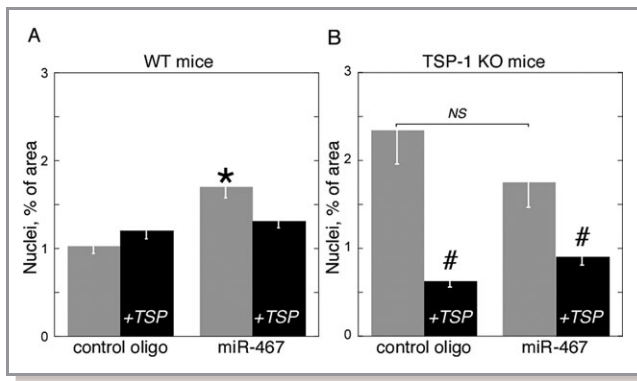 A
WT mice
Nuclei, % of area
3
2
1
0
*
+TSP
+TSP
control oligo
miR-467
B
TSP-1 KO mice
Nuclei, % of area
3
2
1
0
NS
#
#
+TSP
+TSP
control oligo
miR-467